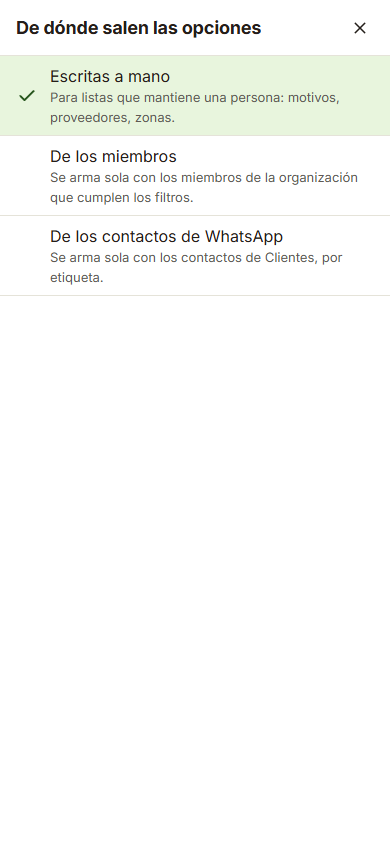 De dónde salen las opciones
Escritas a mano
Para listas que mantiene una persona: motivos,
proveedores, zonas.
De los miembros
Se arma sola con los miembros de la organización
que cumplen los filtros.
De los contactos de WhatsApp
Se arma sola con los contactos de Clientes, por
etiqueta.